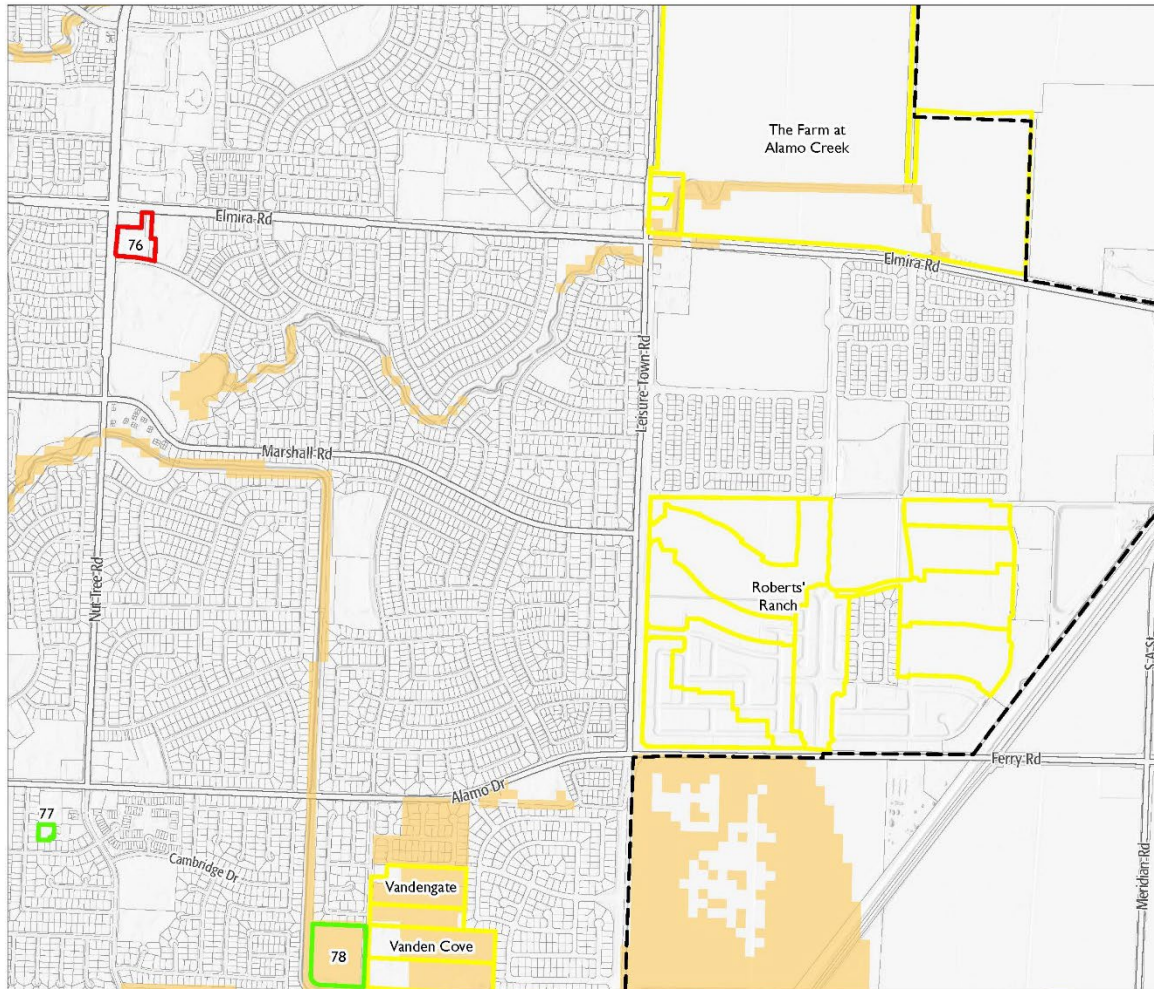 The Farm at
Alamo Creek
Elmira Rd
76
Elmira Rd
Leisure Town Rd
Marshall Rd
Nut Tree Rd
Roberts'
Ranch
S A St
Ferry Rd
Alamo Dr
77
Cambridge Dr
Vandengate
Meridian Rd
Vanden Cove
78